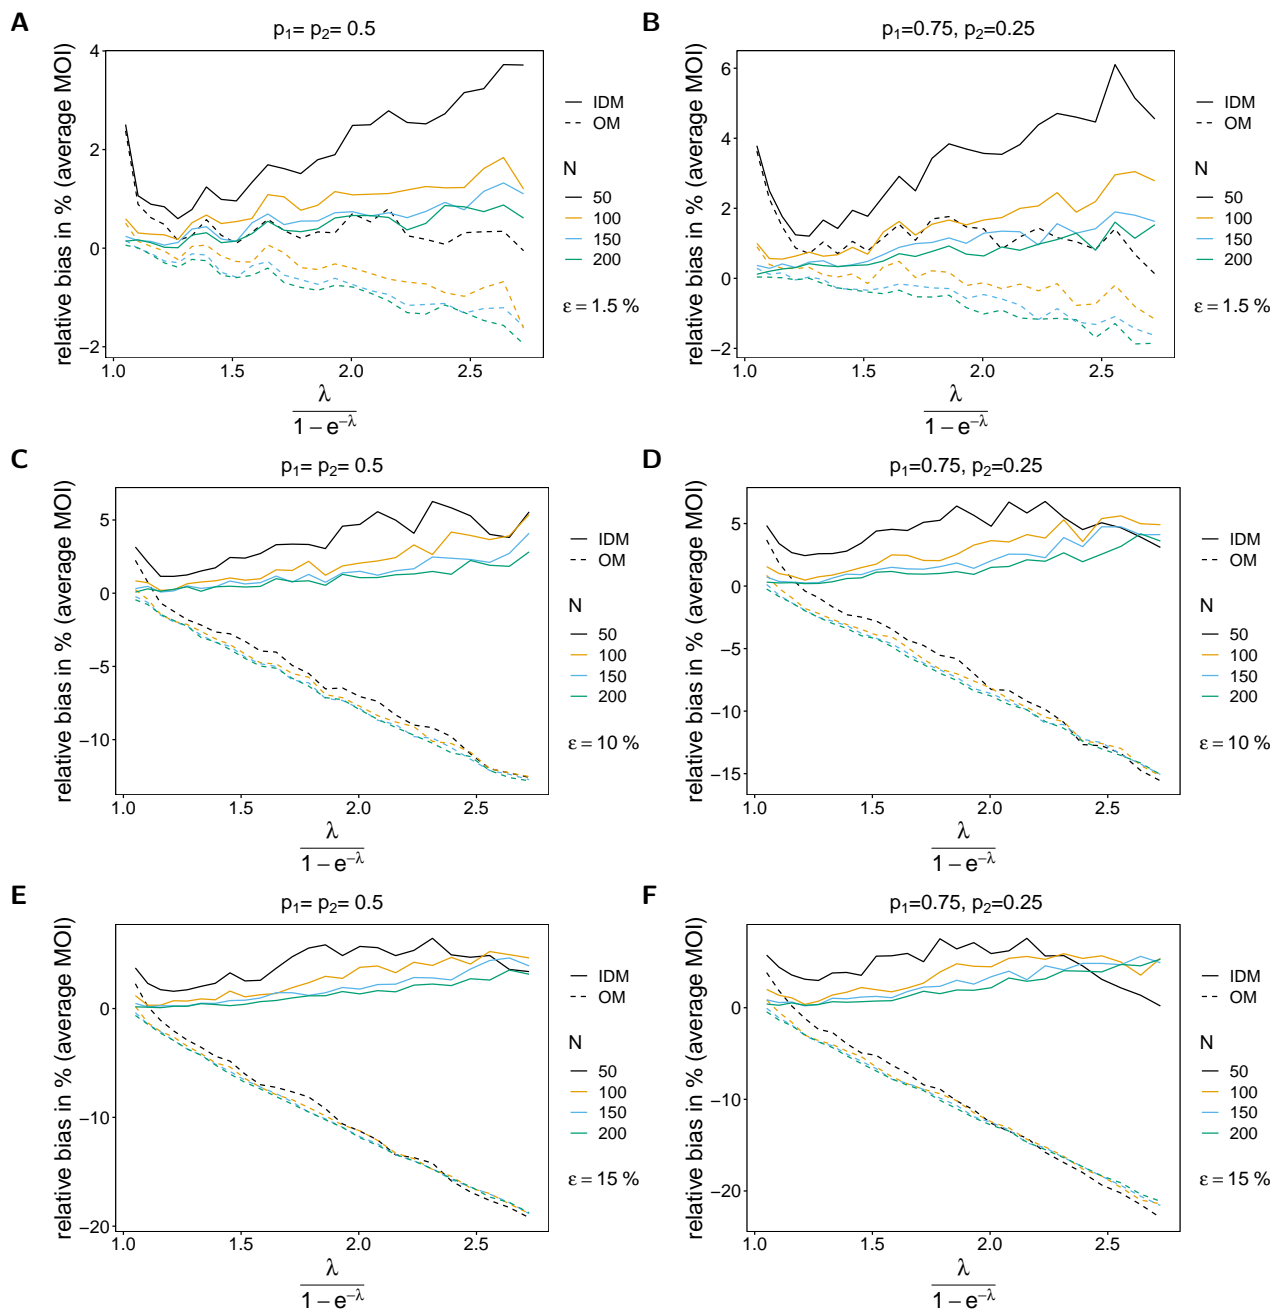 A
p1= p2= 0.5
relative bias in % (average MOI)
4
2
0
−2
1.0 1.5 2.0 2.5
λ
1 − e−λ
IDM
OM
N
50
100
150
200
ε = 1.5 %
B
p1=0.75, p2=0.25
relative bias in % (average MOI)
6
4
2
0
−2
1.0 1.5 2.0 2.5
λ
1 − e−λ
IDM
OM
N
50
100
150
200
ε = 1.5 %
C
p1= p2= 0.5
relative bias in % (average MOI)
5
0
−5
−10
1.0 1.5 2.0 2.5
λ
1 − e−λ
IDM
OM
N
50
100
150
200
ε = 10 %
D
p1=0.75, p2=0.25
relative bias in % (average MOI)
5
0
−5
−10
−15
1.0 1.5 2.0 2.5
λ
1 − e−λ
IDM
OM
N
50
100
150
200
ε = 10 %
E
p1= p2= 0.5
relative bias in % (average MOI)
0
−10
−20
1.0 1.5 2.0 2.5
λ
1 − e−λ
IDM
OM
N
50
100
150
200
ε = 15 %
F
p1=0.75, p2=0.25
relative bias in % (average MOI)
0
−10
−20
1.0 1.5 2.0 2.5
λ
1 − e−λ
IDM
OM
N
50
100
150
200
ε = 15 %